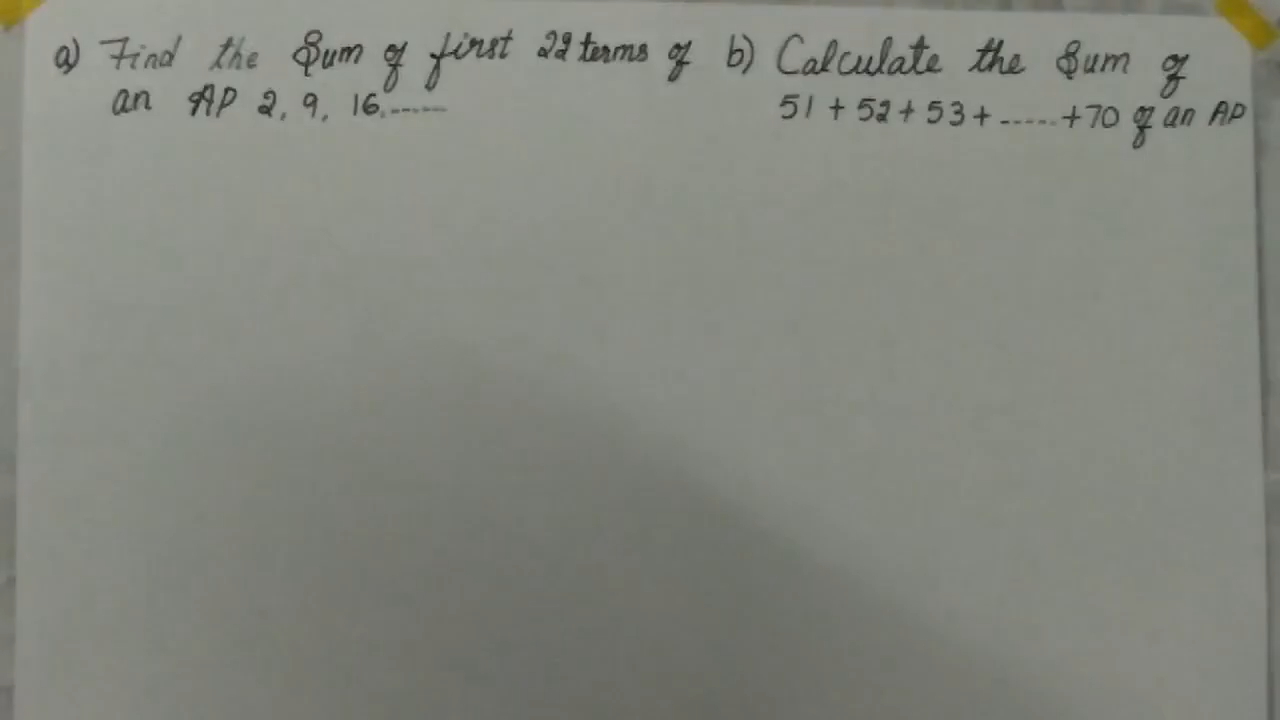 a) Find the Sum of first 22 terms of
an AP 2, 9, 16,......
b) Calculate the Sum of
51 + 52 + 53 + ..... + 70 of an AP